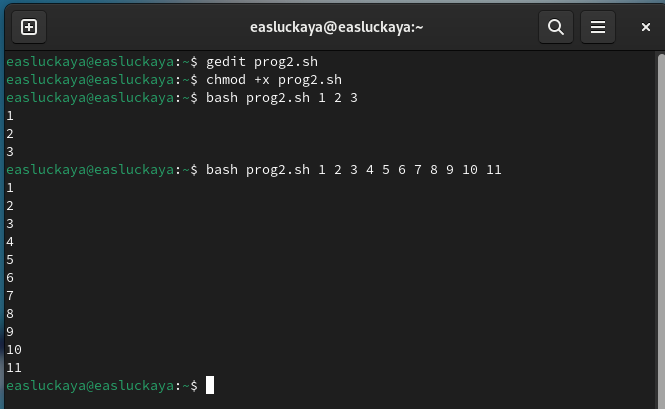 easluckaya@easluckaya:~
easluckaya@easluckaya:~$ gedit prog2.sh
easluckaya@easluckaya:~$ chmod +x prog2.sh
easluckaya@easluckaya:~$ bash prog2.sh 1 2 3
1
2
3
easluckaya@easluckaya:~$ bash prog2.sh 1 2 3 4 5 6 7 8 9 10 11
1
2
3
4
5
6
7
8
9
10
11
easluckaya@easluckaya:~$